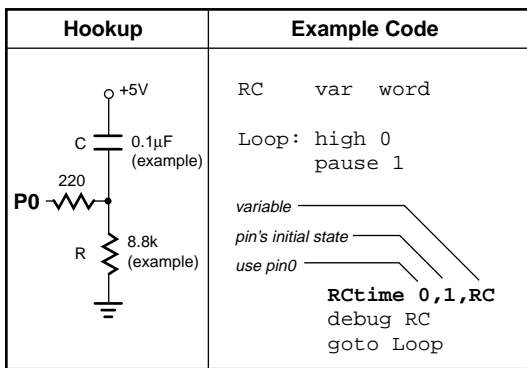 Hookup
Example Code
+5V
C
0.1µF
(example)
220
P0
R
8.8k
(example)
RC var word
Loop: high 0
pause 1
variable
pin's initial state
use pin0
RCtime 0,1,RC
debug RC
goto Loop